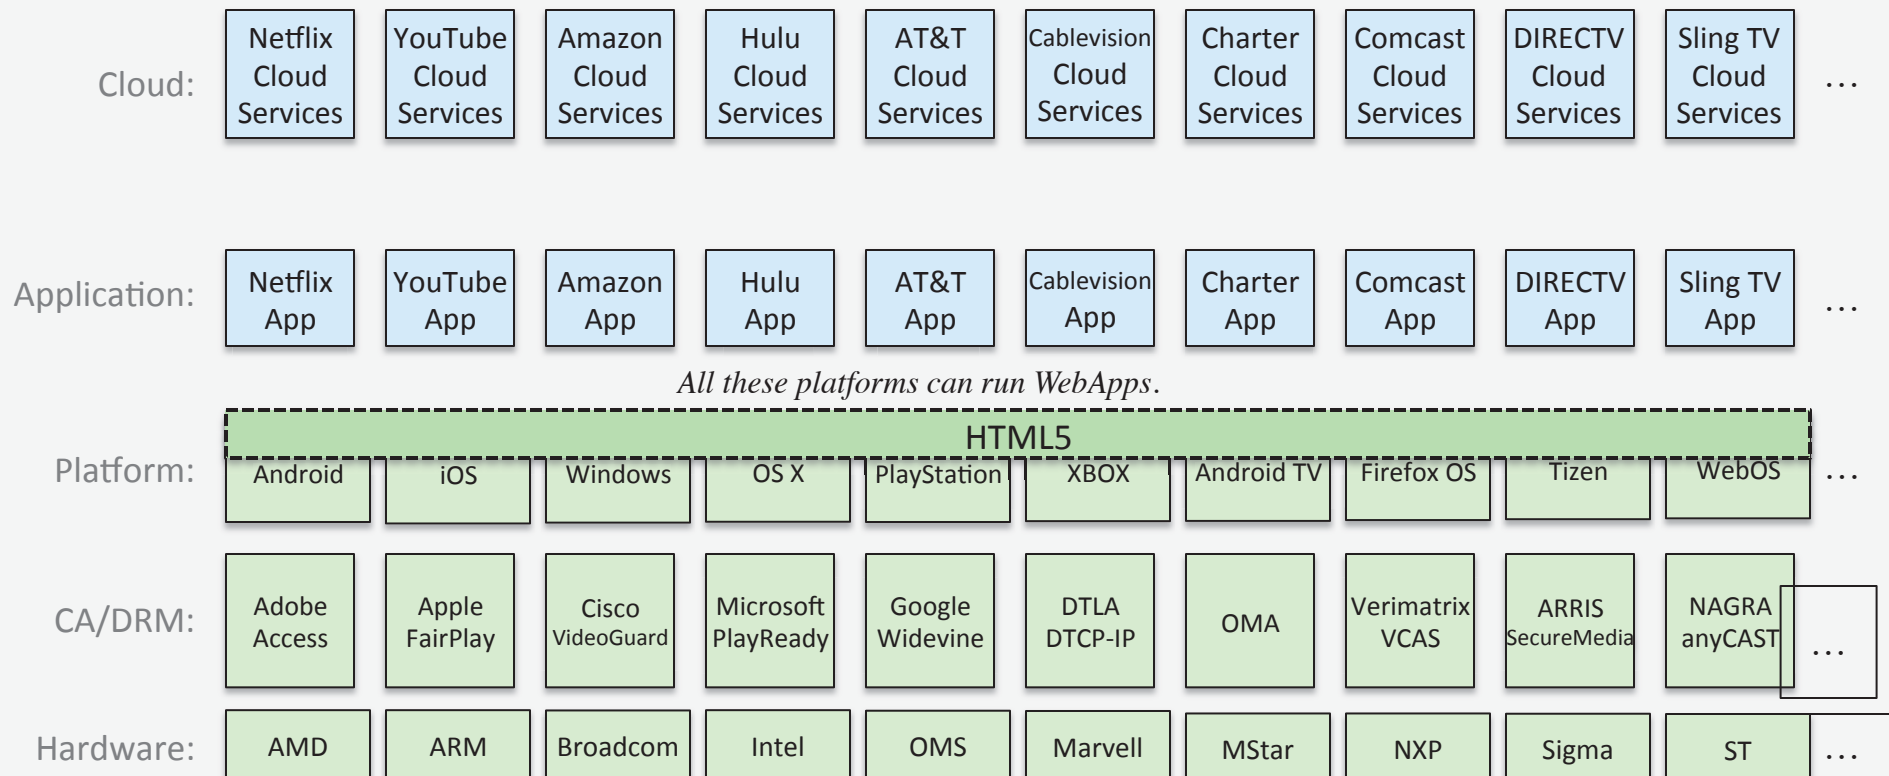 Cloud:
Netflix Cloud Services
YouTube Cloud Services
Amazon Cloud Services
Hulu Cloud Services
AT&T Cloud Services
Cablevision Cloud Services
Charter Cloud Services
Comcast Cloud Services
DIRECTV Cloud Services
Sling TV Cloud Services
...
Application:
Netflix App
YouTube App
Amazon App
Hulu App
AT&T App
Cablevision App
Charter App
Comcast App
DIRECTV App
Sling TV App
...
All these platforms can run WebApps.
HTML5
Platform:
Android
iOS
Windows
OS X
PlayStation
XBOX
Android TV
Firefox OS
Tizen
WebOS
...
CA/DRM:
Adobe Access
Apple FairPlay
Cisco VideoGuard
Microsoft PlayReady
Google Widevine
DTLA DTCP-IP
OMA
Verimatrix VCAS
ARRIS SecureMedia
NAGRA anyCAST
...
Hardware:
AMD
ARM
Broadcom
Intel
OMS
Marvell
MStar
NXP
Sigma
ST
...